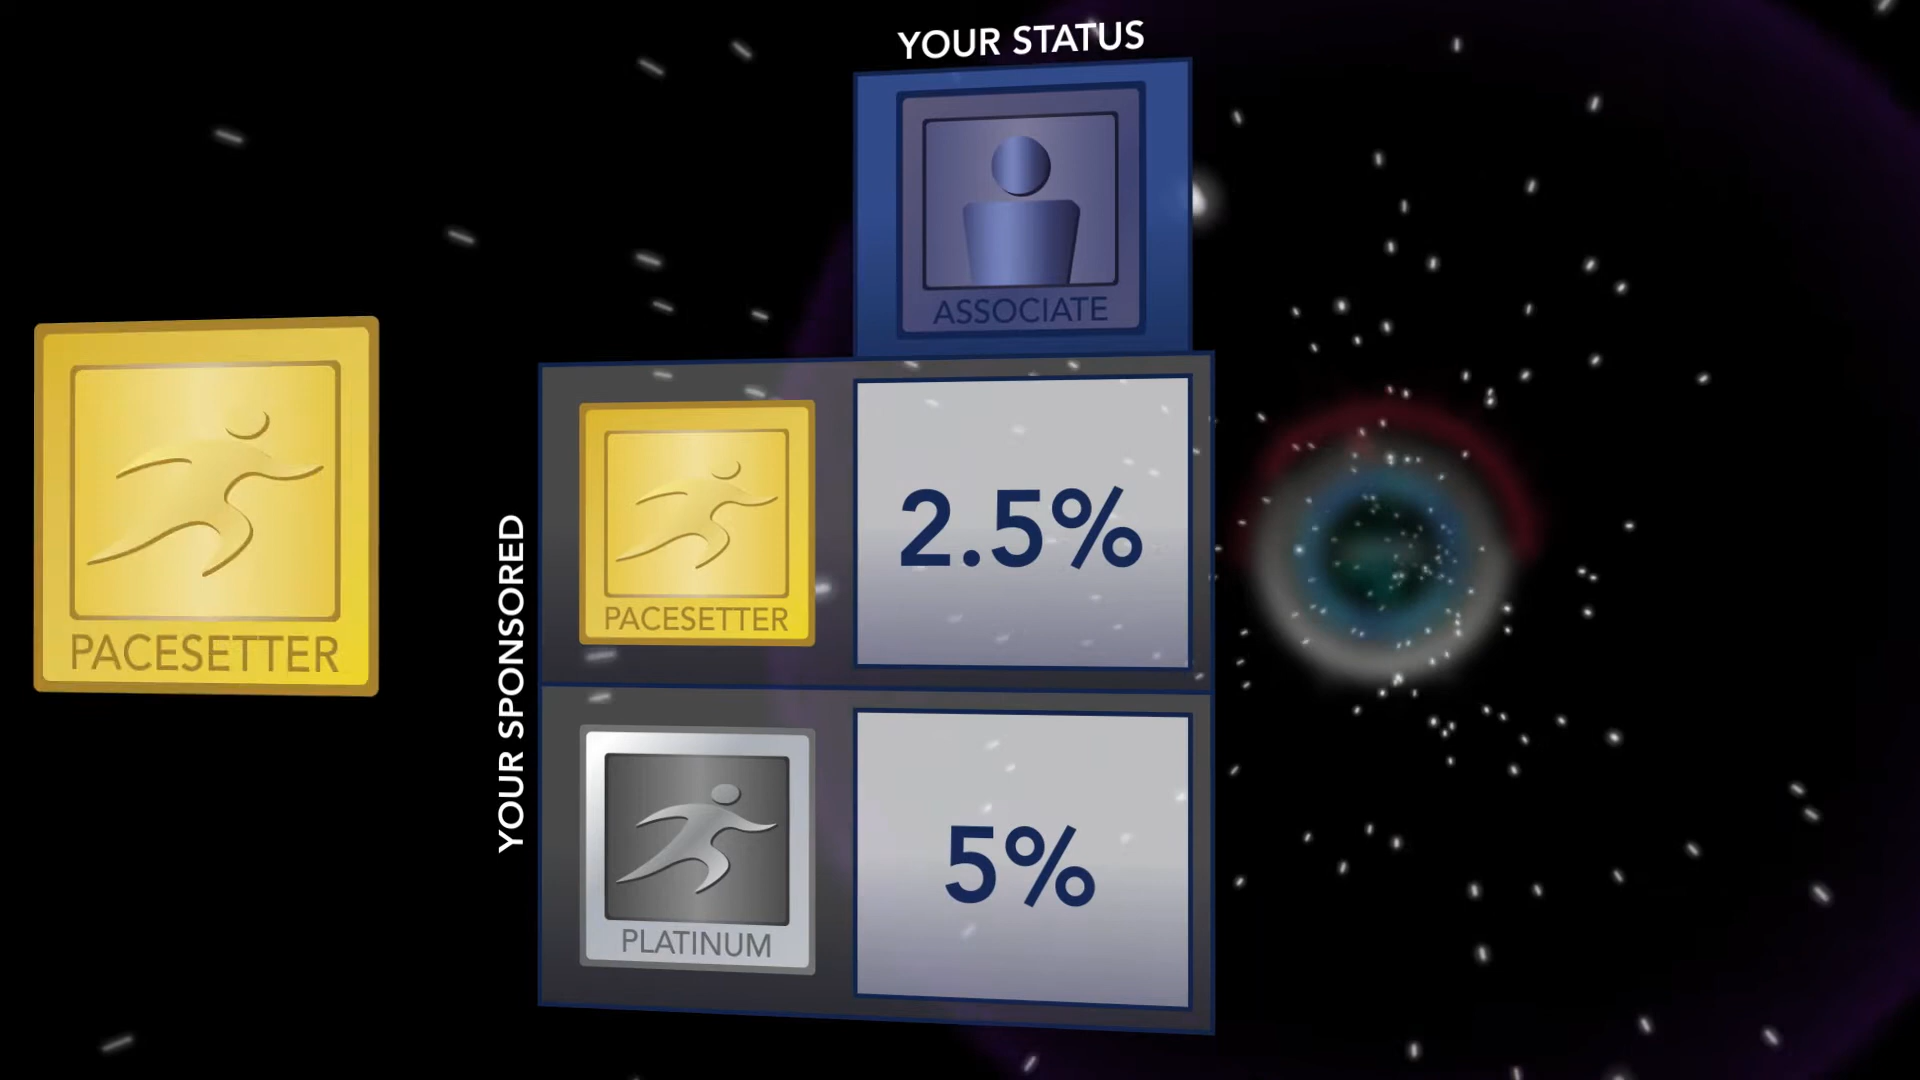 YOUR STATUS
ASSOCIATE
PACESETTER
YOUR SPONSORED
PACESETTER
2.5%
PLATINUM
5%